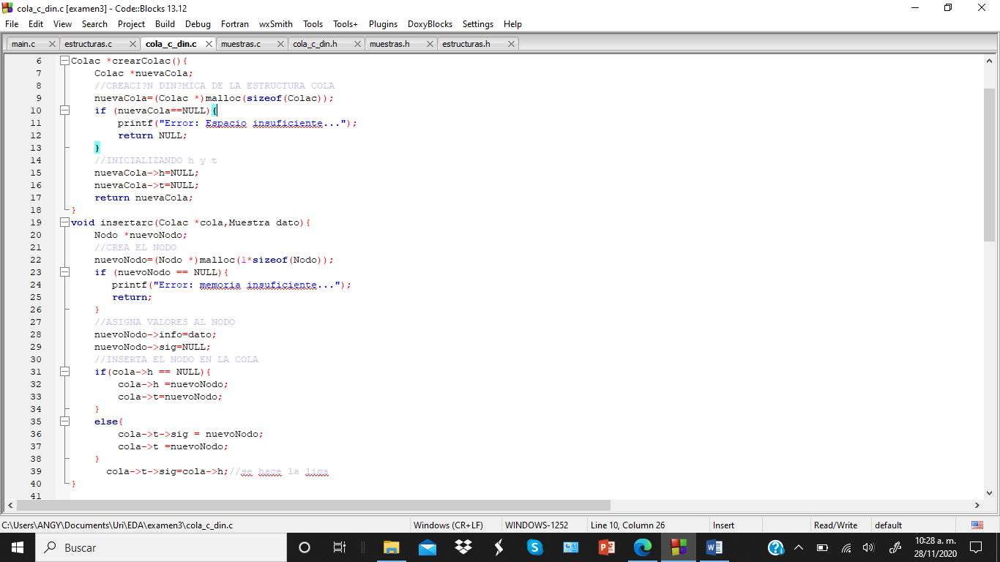 cola_c_din.c [examen3] - Code::Blocks 13.12
File Edit View Search Project Build Debug Fortran wxSmith Tools Tools+ Plugins DoxyBlocks Settings Help
main.c estructuras.c cola_c_din.c muestras.c cola_c_din.h muestras.h estructuras.h
6 Colac *crearColac(){
7 Colac *nuevaCola;
8 //CREACI?N DIN?MICA DE LA ESTRUCTURA COLA
9 nuevaCola=(Colac *)malloc(sizeof(Colac));
10 if (nuevaCola==NULL){
11 printf("Error: Espacio insuficiente...");
12 return NULL;
13 }
14 //INICIALIZANDO h y t
15 nuevaCola->h=NULL;
16 nuevaCola->t=NULL;
17 return nuevaCola;
18 }
19 void insertarc(Colac *cola,Muestra dato){
20 Nodo *nuevoNodo;
21 //CREA EL NODO
22 nuevoNodo=(Nodo *)malloc(1*sizeof(Nodo));
23 if (nuevoNodo == NULL){
24 printf("Error: memoria insuficiente...");
25 return;
26 }
27 //ASIGNA VALORES AL NODO
28 nuevoNodo->info=dato;
29 nuevoNodo->sig=NULL;
30 //INSERTA EL NODO EN LA COLA
31 if(cola->h == NULL){
32 cola->h =nuevoNodo;
33 cola->t=nuevoNodo;
34 }
35 else{
36 cola->t->sig = nuevoNodo;
37 cola->t =nuevoNodo;
38 }
39 cola->t->sig=cola->h;//se hace la liga
40 }
41
C:\Users\ANGY\Documents\Uri\EDA\examen3\cola_c_din.c Windows (CR+LF) WINDOWS-1252 Line 10, Column 26 Insert Read/Write default
Buscar
10:28 a. m.
28/11/2020